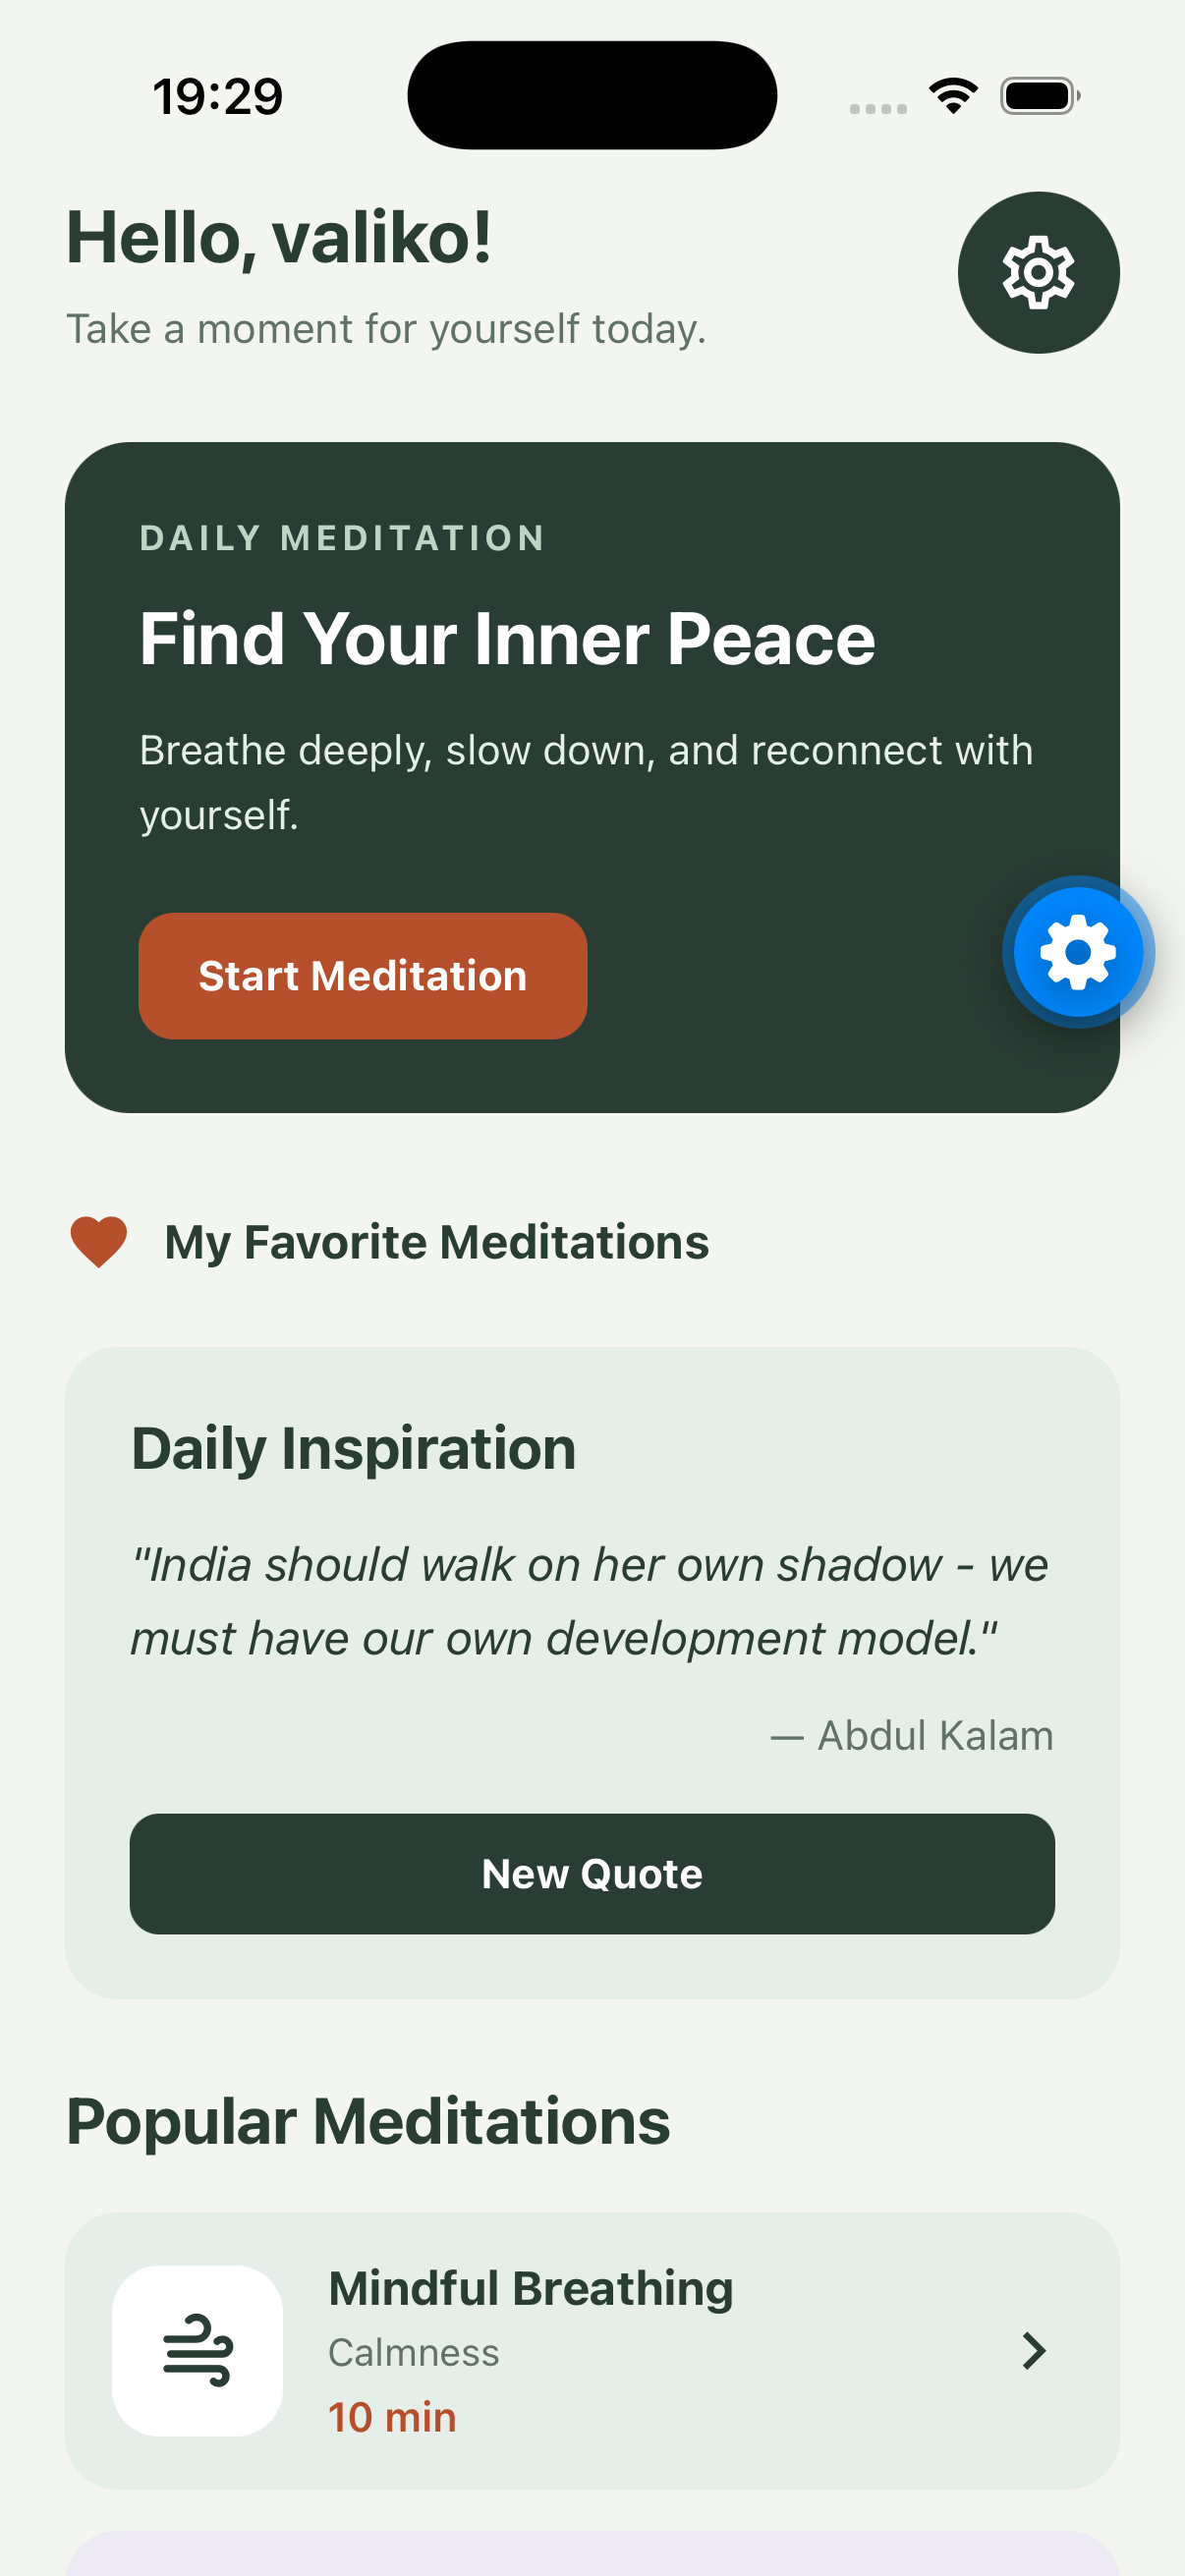 19:29
Hello, valiko!
Take a moment for yourself today.
DAILY MEDITATION
Find Your Inner Peace
Breathe deeply, slow down, and reconnect with
yourself.
Start Meditation
My Favorite Meditations
Daily Inspiration
"India should walk on her own shadow - we
must have our own development model."
— Abdul Kalam
New Quote
Popular Meditations
Mindful Breathing
Calmness
10 min